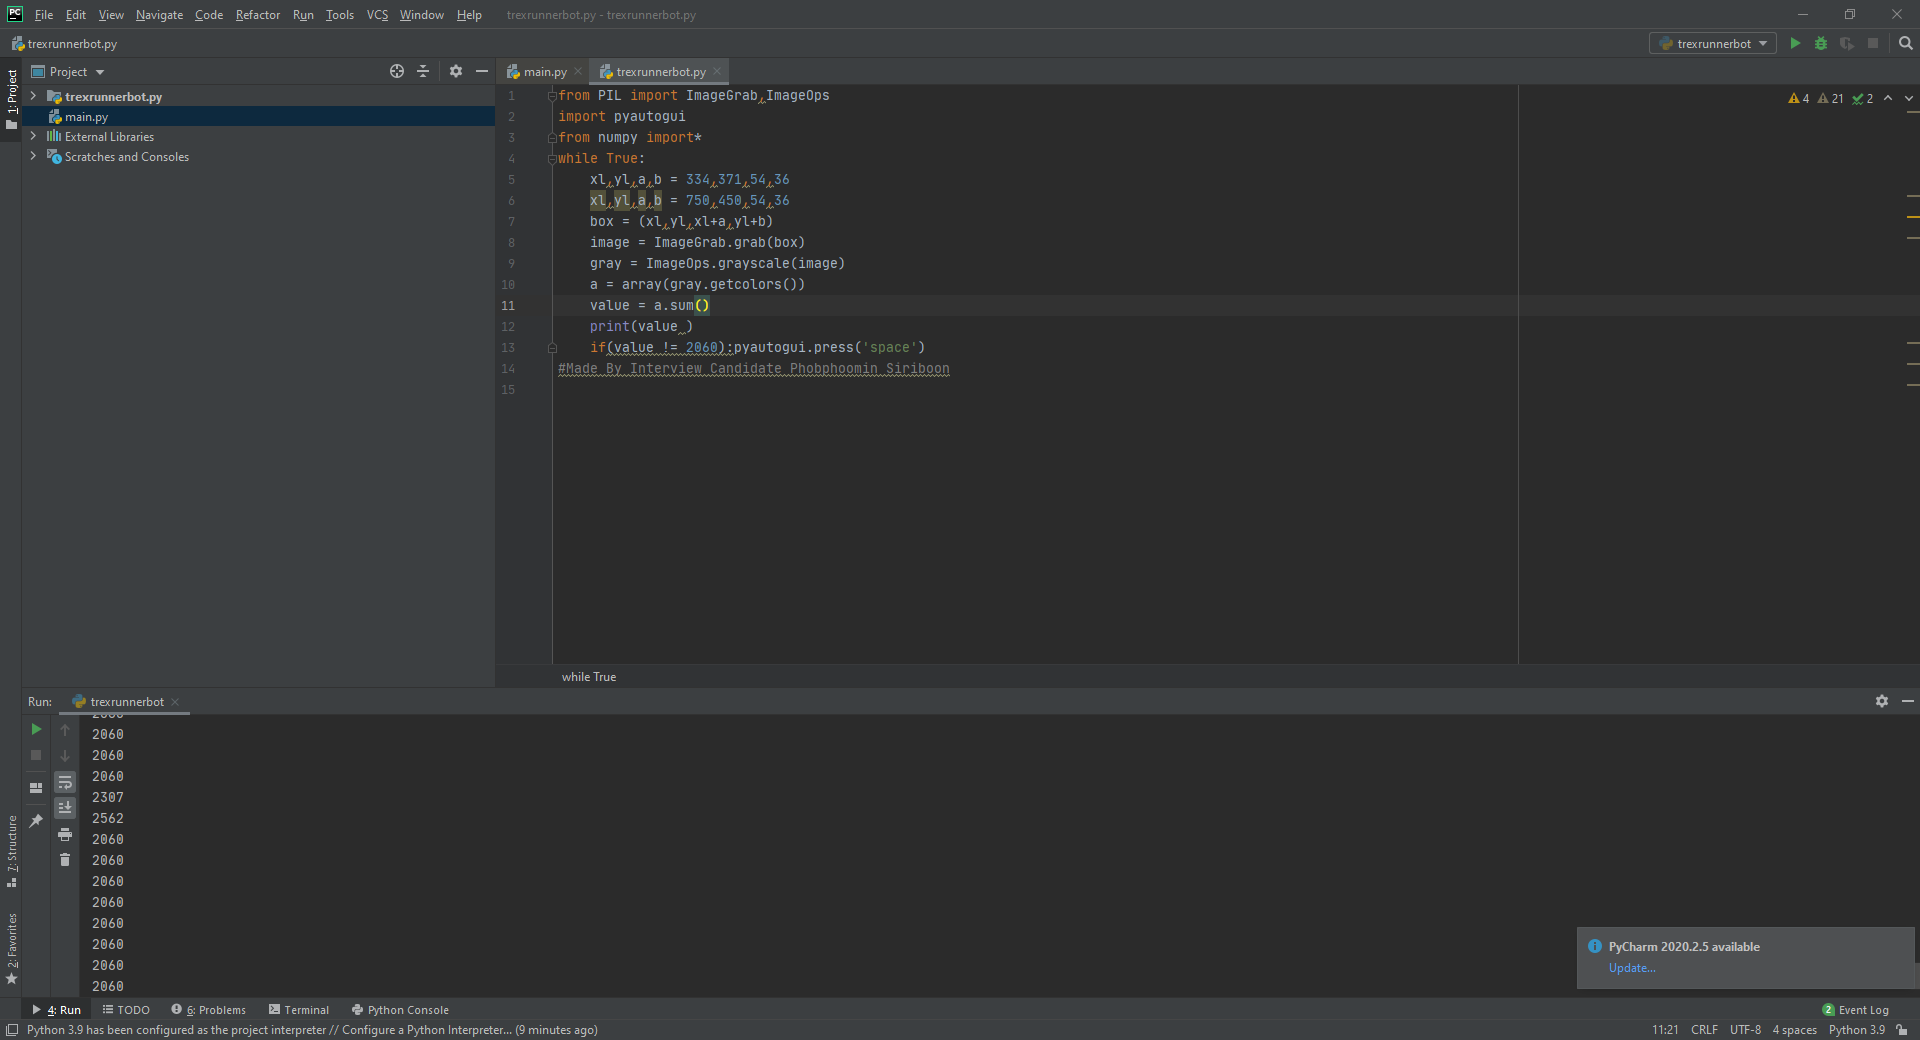 PC File Edit View Navigate Code Refactor Run Tools VCS Window Help trexrunnerbot.py - trexrunnerbot.py
trexrunnerbot.py trexrunnerbot
1: Project
Project
main.py trexrunnerbot.py
trexrunnerbot.py
main.py
External Libraries
Scratches and Consoles
4 21 2
1 from PIL import ImageGrab,ImageOps
2 import pyautogui
3 from numpy import*
4 while True:
5 xl,yl,a,b = 334,371,54,36
6 xl,yl,a,b = 750,450,54,36
7 box = (xl,yl,xl+a,yl+b)
8 image = ImageGrab.grab(box)
9 gray = ImageOps.grayscale(image)
10 a = array(gray.getcolors())
11 value = a.sum()
12 print(value )
13 if(value != 2060):pyautogui.press('space')
14 #Made By Interview Candidate Phobphoomin Siriboon
15
while True
Run: trexrunnerbot
2060
2060
2060
2307
2562
2060
2060
2060
2060
2060
2060
2060
2060
7: Structure
2: Favorites
PyCharm 2020.2.5 available
Update...
4: Run TODO 6: Problems Terminal Python Console 2 Event Log
Python 3.9 has been configured as the project interpreter // Configure a Python Interpreter... (9 minutes ago) 11:21 CRLF UTF-8 4 spaces Python 3.9